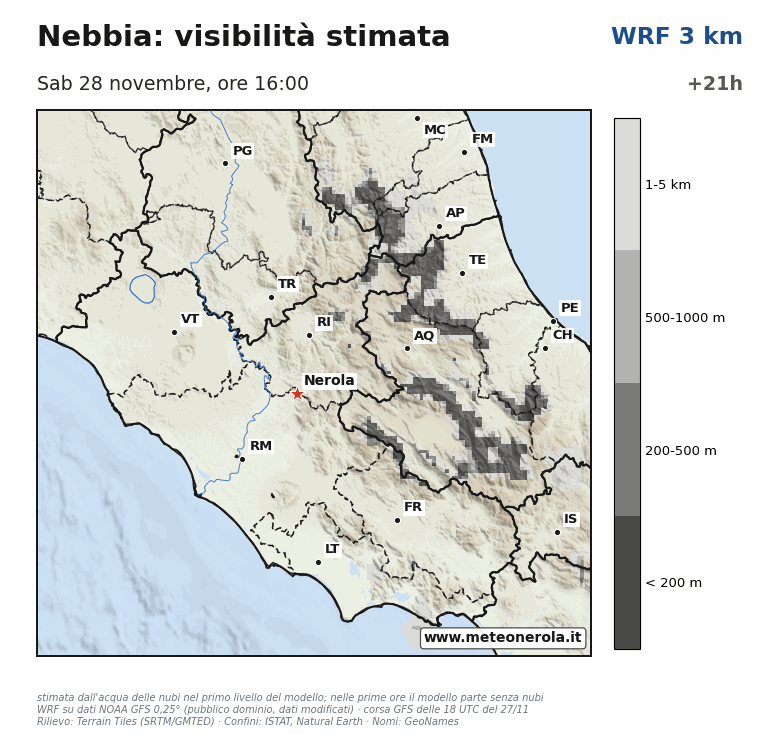 Nebbia: visibilità stimata
WRF 3 km
Sab 28 novembre, ore 16:00
+21h
MC
FM
PG
AP
TE
TR
PE
VT
RI
CH
AQ
Nerola
RM
FR
IS
LT
1-5 km
500-1000 m
200-500 m
< 200 m
www.meteonerola.it
stimata dall'acqua delle nubi nel primo livello del modello; nelle prime ore il modello parte senza nubi
WRF su dati NOAA GFS 0,25° (pubblico dominio, dati modificati) · corsa GFS delle 18 UTC del 27/11
Rilievo: Terrain Tiles (SRTM/GMTED) · Confini: ISTAT, Natural Earth · Nomi: GeoNames